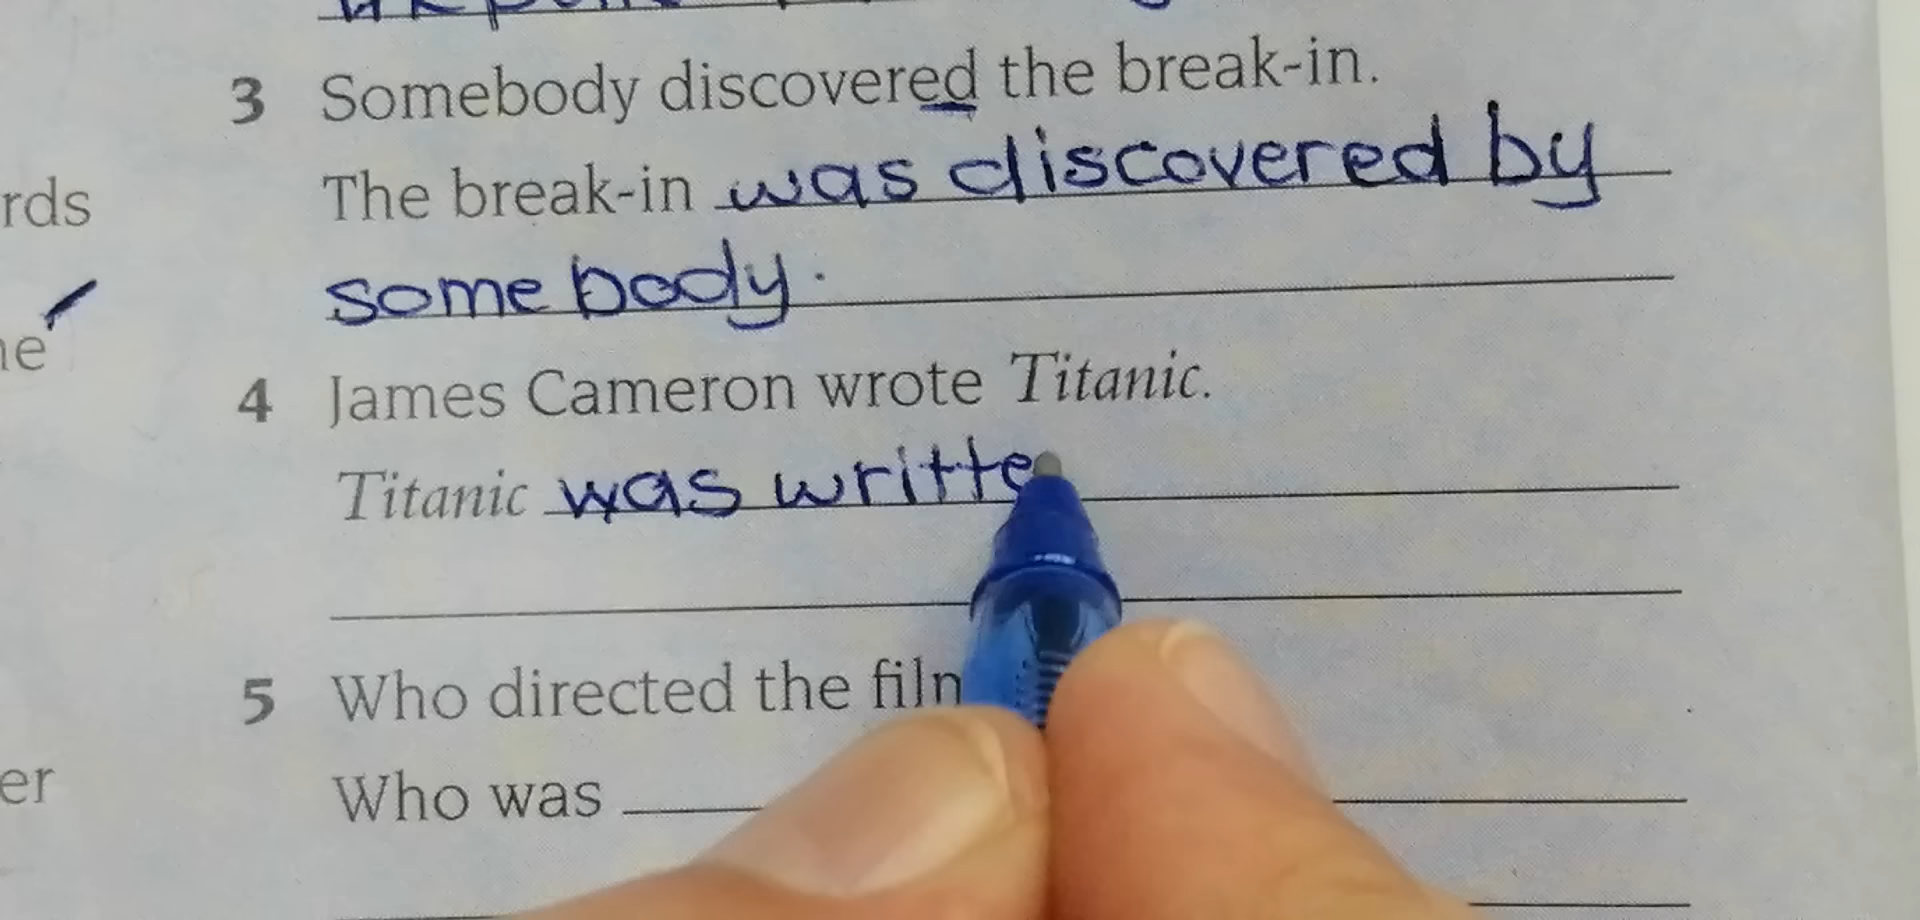 3 Somebody discovered the break-in.
The break-in was discovered by
rds
somebody.
4 James Cameron wrote Titanic.
Titanic was writte
5 Who directed the
Who was
er